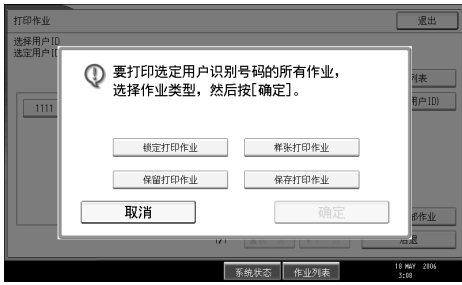 打印作业
退出
选择用户ID
选定用户ID
列表
1111
用户ID)
要打印选定用户识别号码的所有作业，
选择作业类型，然后按[确定]。
锁定打印作业
样张打印作业
保留打印作业
保存打印作业
取消
确定
部作业
1/1
后退
系统状态
作业列表
18 MAY 2006
3:08